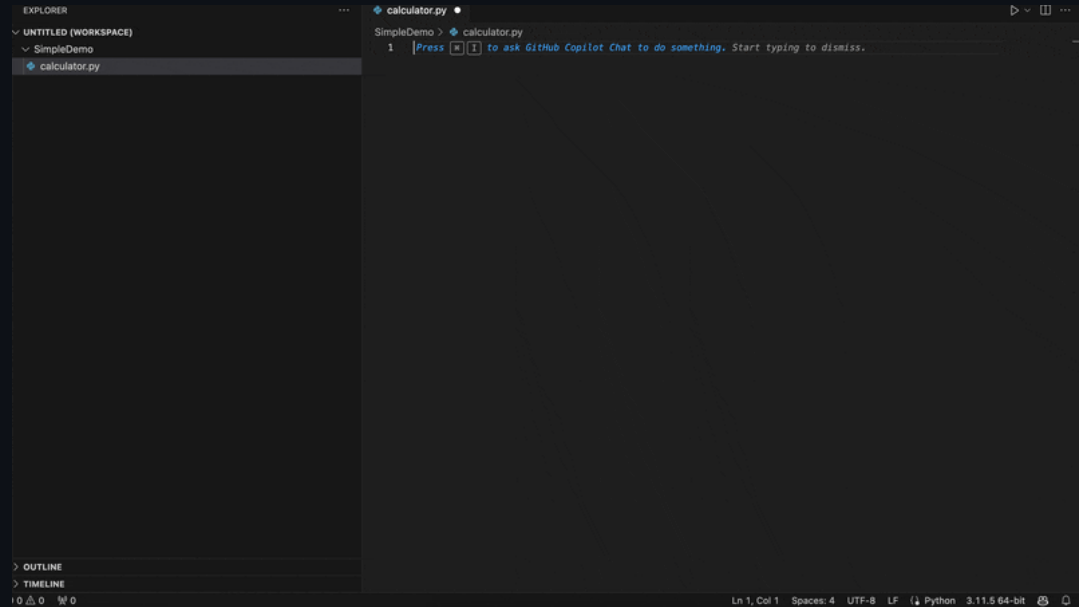 EXPLORER
UNTITLED (WORKSPACE)
SimpleDemo
calculator.py
OUTLINE
TIMELINE
calculator.py
SimpleDemo > calculator.py
1 Press ⌘ I to ask GitHub Copilot Chat to do something. Start typing to dismiss.
0 0 0 Ln 1, Col 1 Spaces: 4 UTF-8 LF Python 3.11.5 64-bit